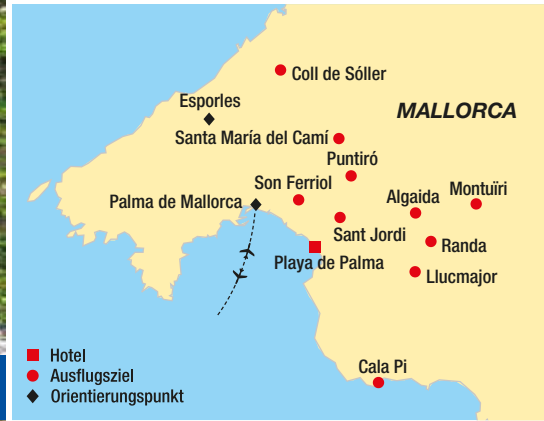 Coll de Sóller
Esporles
MALLORCA
Santa María del Camí
Puntiró
Son Ferriol
Algaida
Montuïri
Palma de Mallorca
Sant Jordi
Randa
Playa de Palma
Llucmajor
Hotel
Ausflugsziel
Orientierungspunkt
Cala Pi